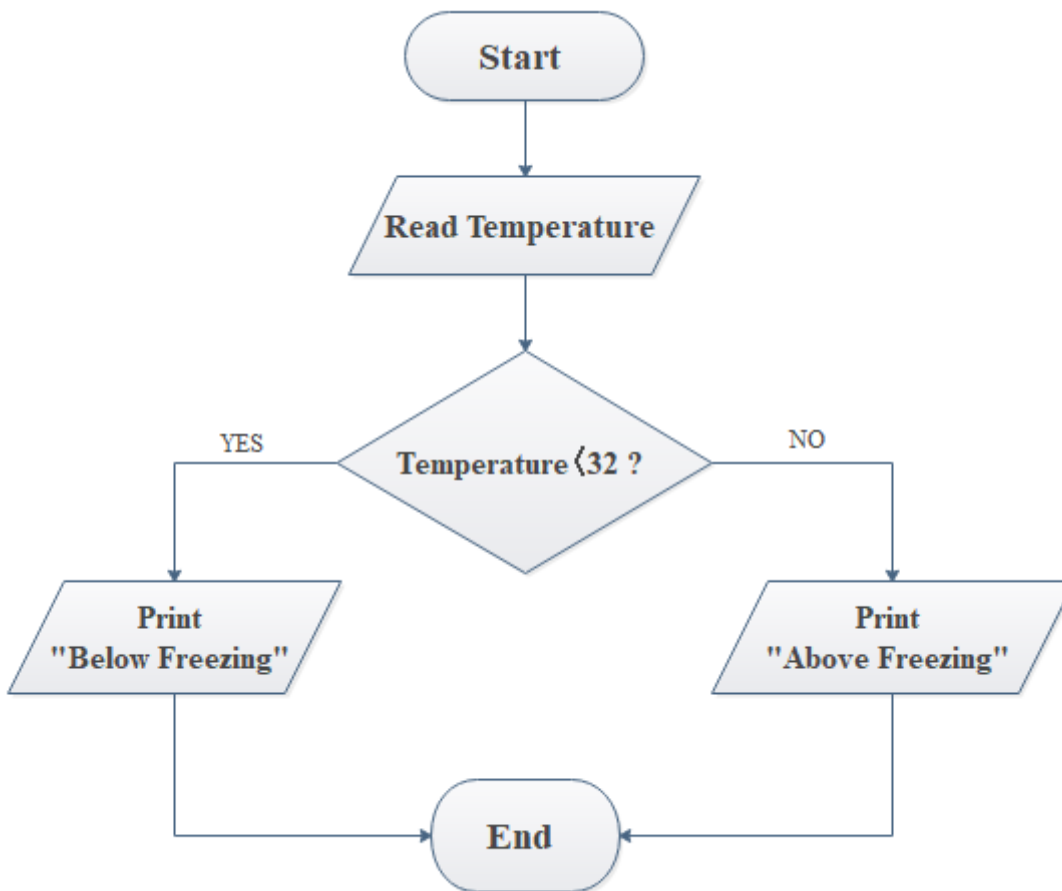 Start
Read Temperature
Temperature〈32 ?
YES
NO
Print
"Below Freezing"
Print
"Above Freezing"
End